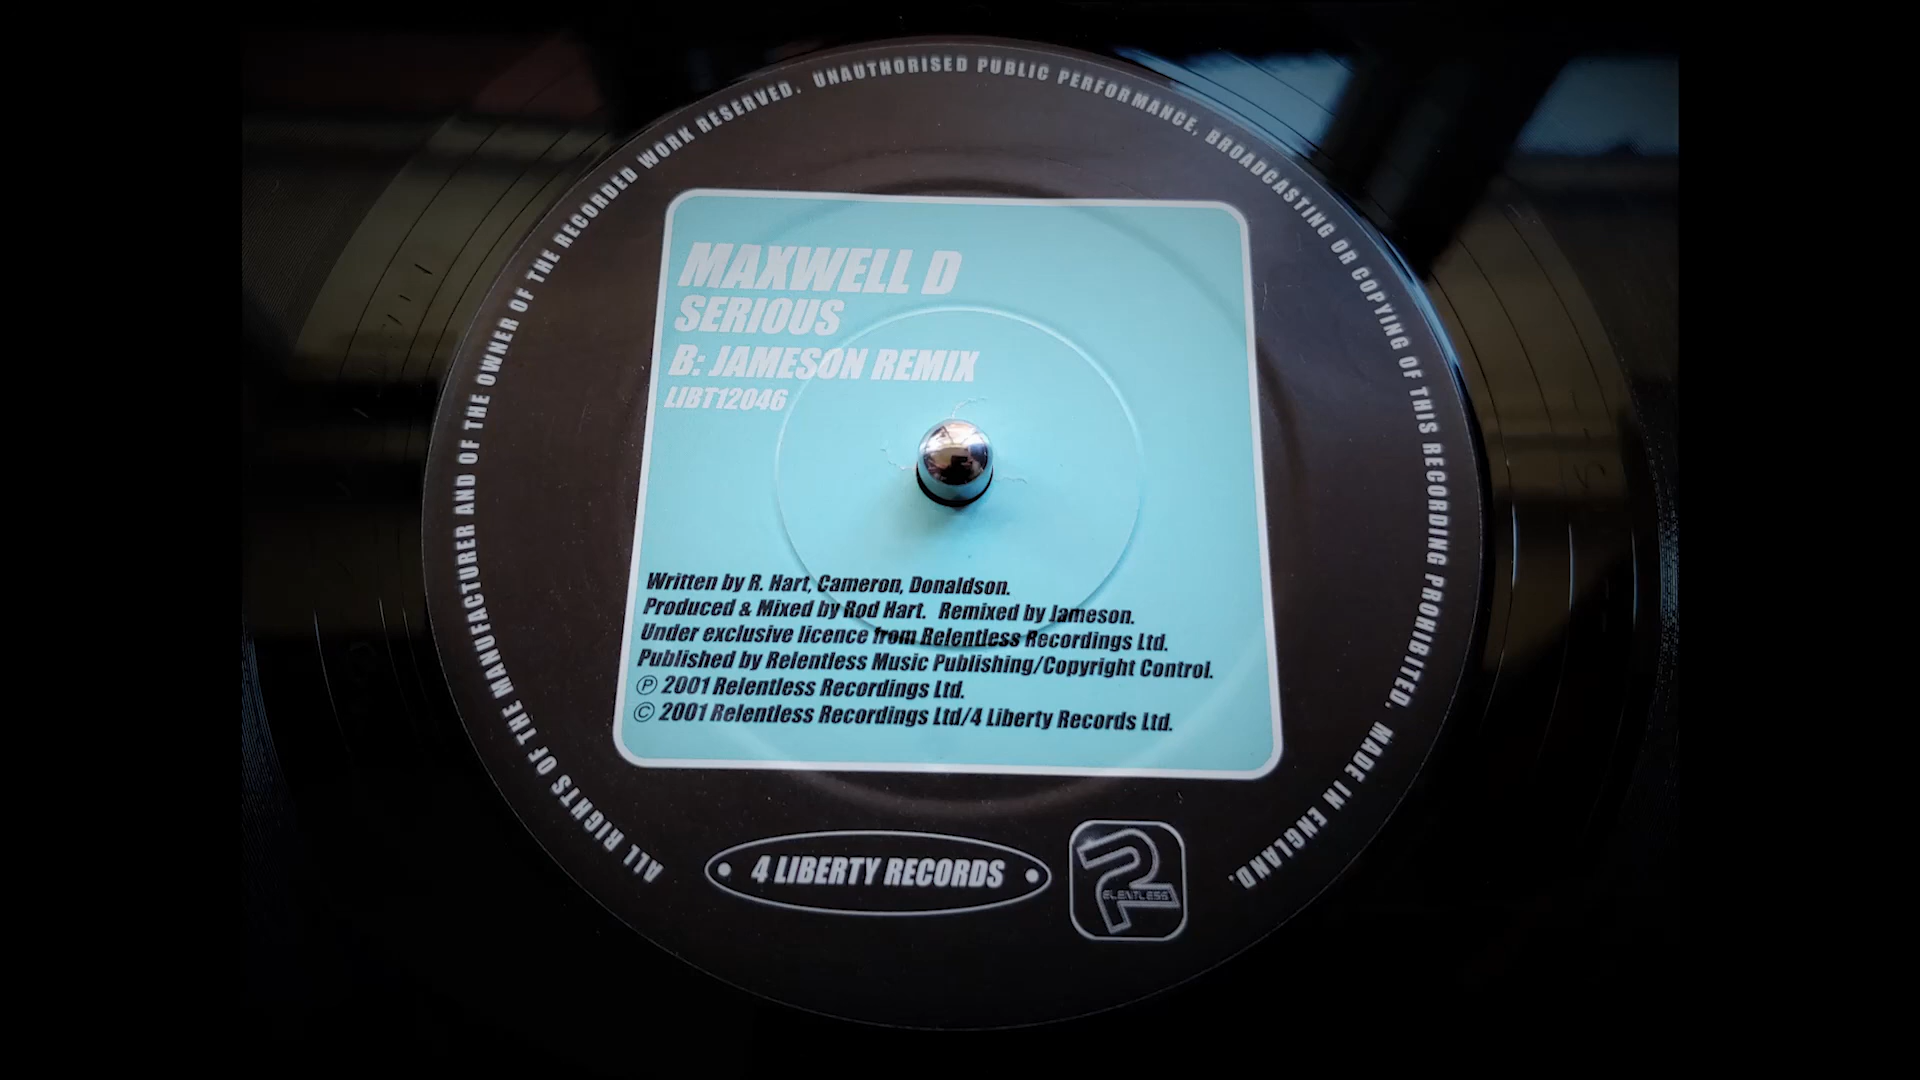 ALL RIGHTS OF THE MANUFACTURER AND OF THE OWNER OF THE RECORDED WORK RESERVED. UNAUTHORISED PUBLIC PERFORMANCE, BROADCASTING OR COPYING OF THIS RECORDING PROHIBITED. MADE IN ENGLAND.
MAXWELL D
SERIOUS
B: JAMESON REMIX
LIBT12046
Written by R. Hart, Cameron, Donaldson.
Produced & Mixed by Rod Hart. Remixed by Jameson.
Under exclusive licence from Relentless Recordings Ltd.
Published by Relentless Music Publishing/Copyright Control.
℗ 2001 Relentless Recordings Ltd.
© 2001 Relentless Recordings Ltd/4 Liberty Records Ltd.
4 LIBERTY RECORDS
RELENTLESS